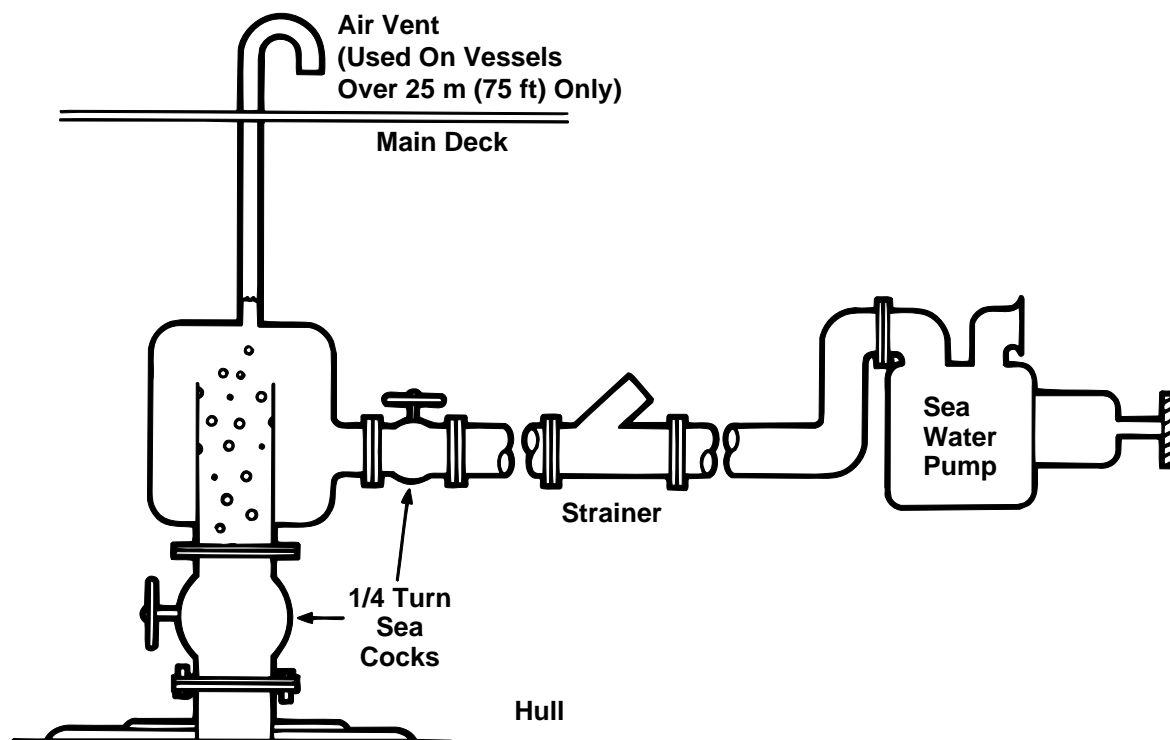 Air Vent
(Used On Vessels
Over 25 m (75 ft) Only)
Main Deck
Sea
Water
Pump
Strainer
1/4 Turn
Sea
Cocks
Hull